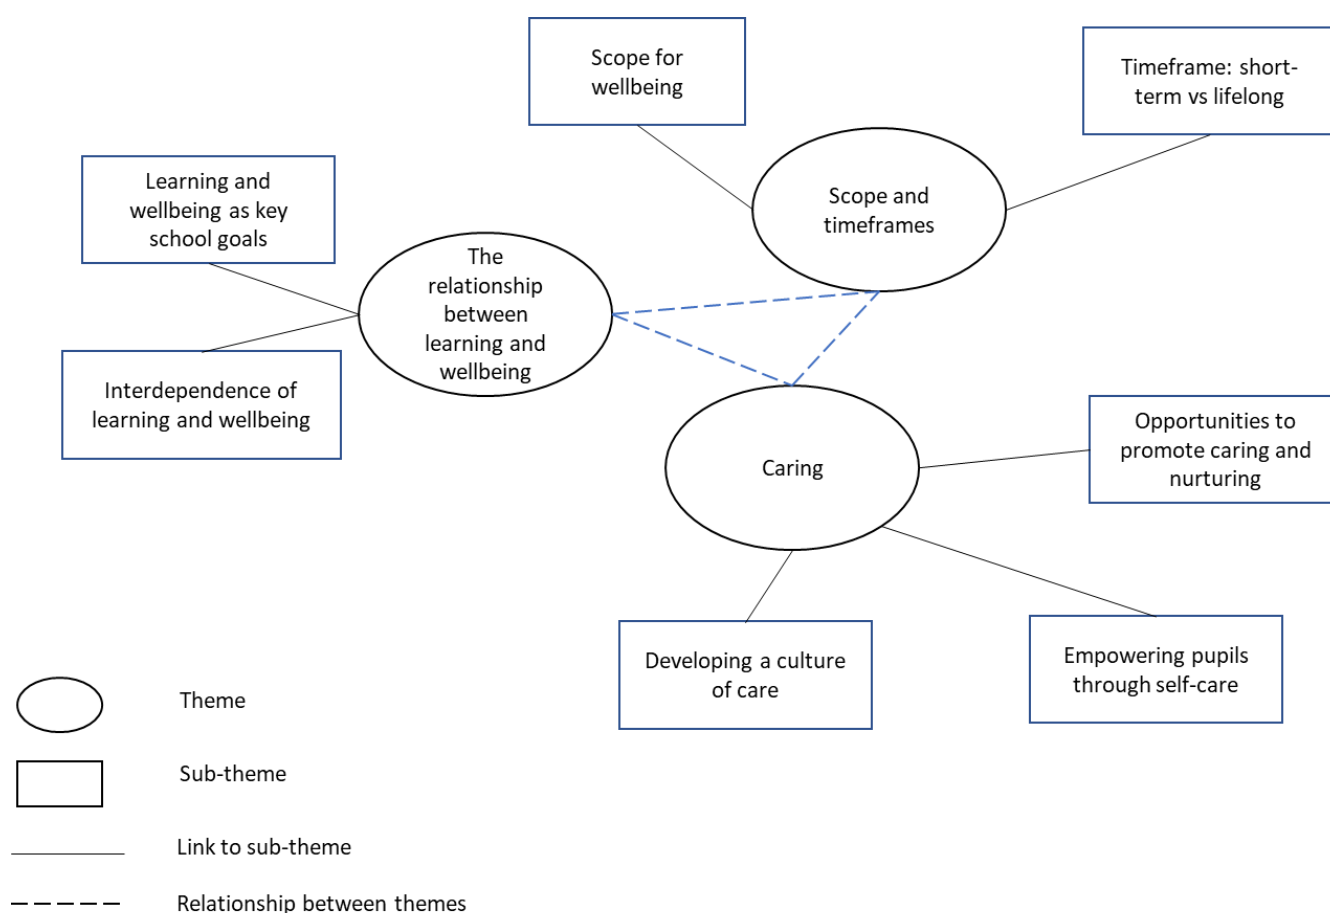 Scope for
wellbeing
Timeframe: short-
term vs lifelong
Learning and
wellbeing as key
school goals
Scope and
timeframes
The
relationship
between
learning and
wellbeing
Interdependence of
learning and wellbeing
Caring
Opportunities to
promote caring and
nurturing
Developing a culture
of care
Empowering pupils
through self-care
Theme
Sub-theme
Link to sub-theme
Relationship between themes